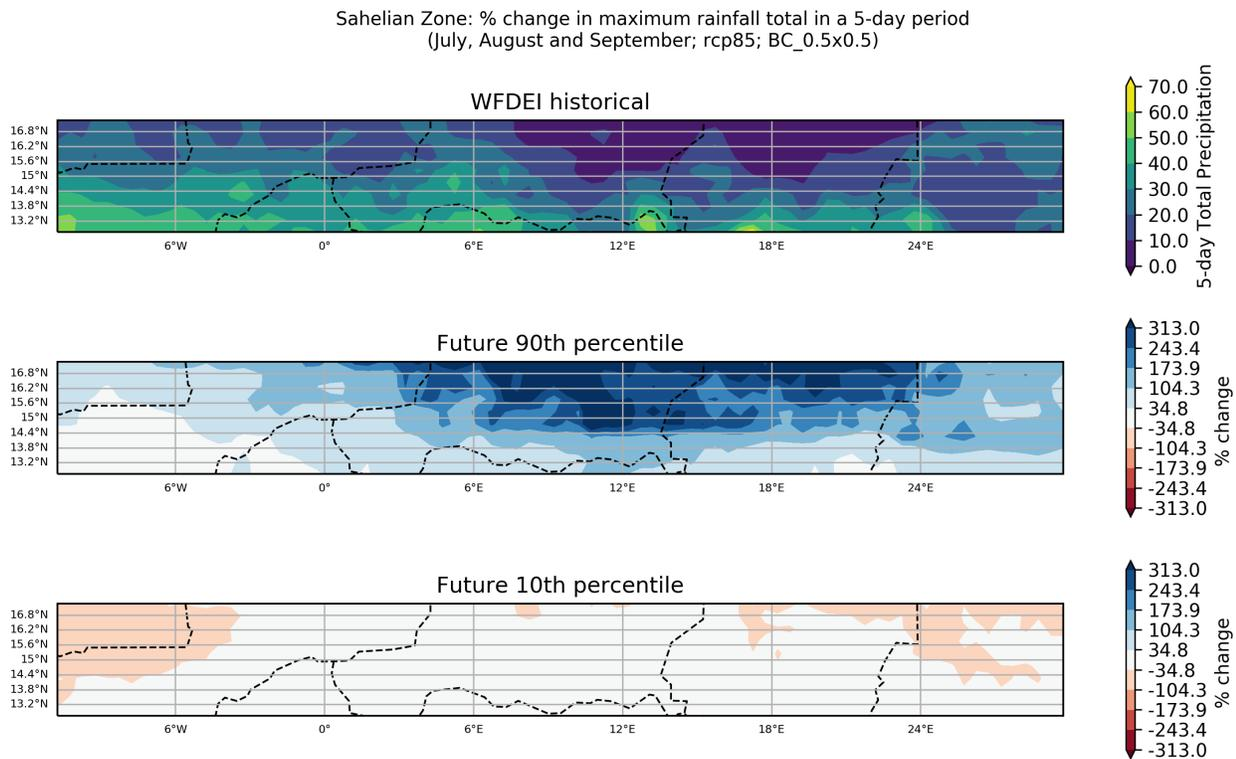 Sahelian Zone: % change in maximum rainfall total in a 5-day period
(July, August and September; rcp85; BC_0.5x0.5)
WFDEI historical
16.8°N
16.2°N
15.6°N
15°N
14.4°N
13.8°N
13.2°N
6°W
0°
6°E
12°E
18°E
24°E
70.0
60.0
50.0
40.0
30.0
20.0
10.0
0.0
5-day Total Precipitation
Future 90th percentile
16.8°N
16.2°N
15.6°N
15°N
14.4°N
13.8°N
13.2°N
6°W
0°
6°E
12°E
18°E
24°E
313.0
243.4
173.9
104.3
34.8
-34.8
-104.3
-173.9
-243.4
-313.0
% change
Future 10th percentile
16.8°N
16.2°N
15.6°N
15°N
14.4°N
13.8°N
13.2°N
6°W
0°
6°E
12°E
18°E
24°E
313.0
243.4
173.9
104.3
34.8
-34.8
-104.3
-173.9
-243.4
-313.0
% change